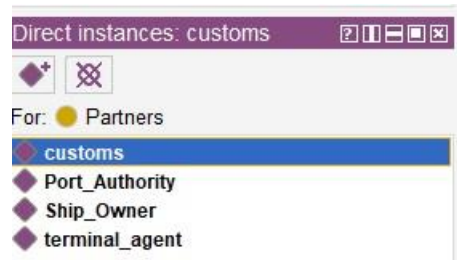 Direct instances: customs
For: Partners
customs
Port_Authority
Ship_Owner
terminal_agent